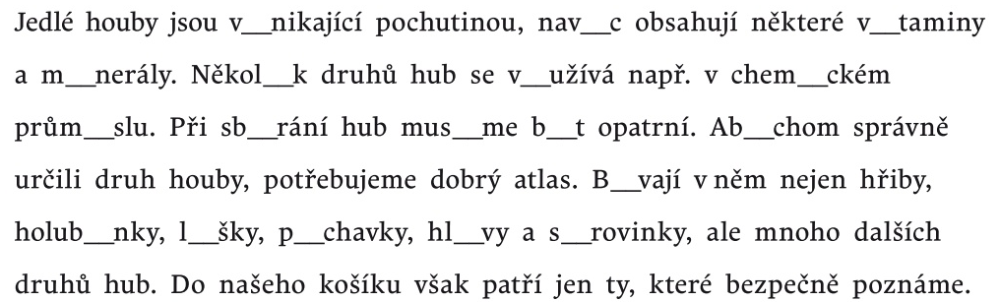 Jedlé houby jsou v__nikající pochutinou, nav__c obsahují některé v__taminy
a m__nerály. Někol__k druhů hub se v__užívá např. v chem__ckém
prům__slu. Při sb__rání hub mus__me b__t opatrní. Ab__chom správně
určili druh houby, potřebujeme dobrý atlas. B__vají v něm nejen hřiby,
holub__nky, l__šky, p__chavky, hl__vy a s__rovinky, ale mnoho dalších
druhů hub. Do našeho košíku však patří jen ty, které bezpečně poznáme.